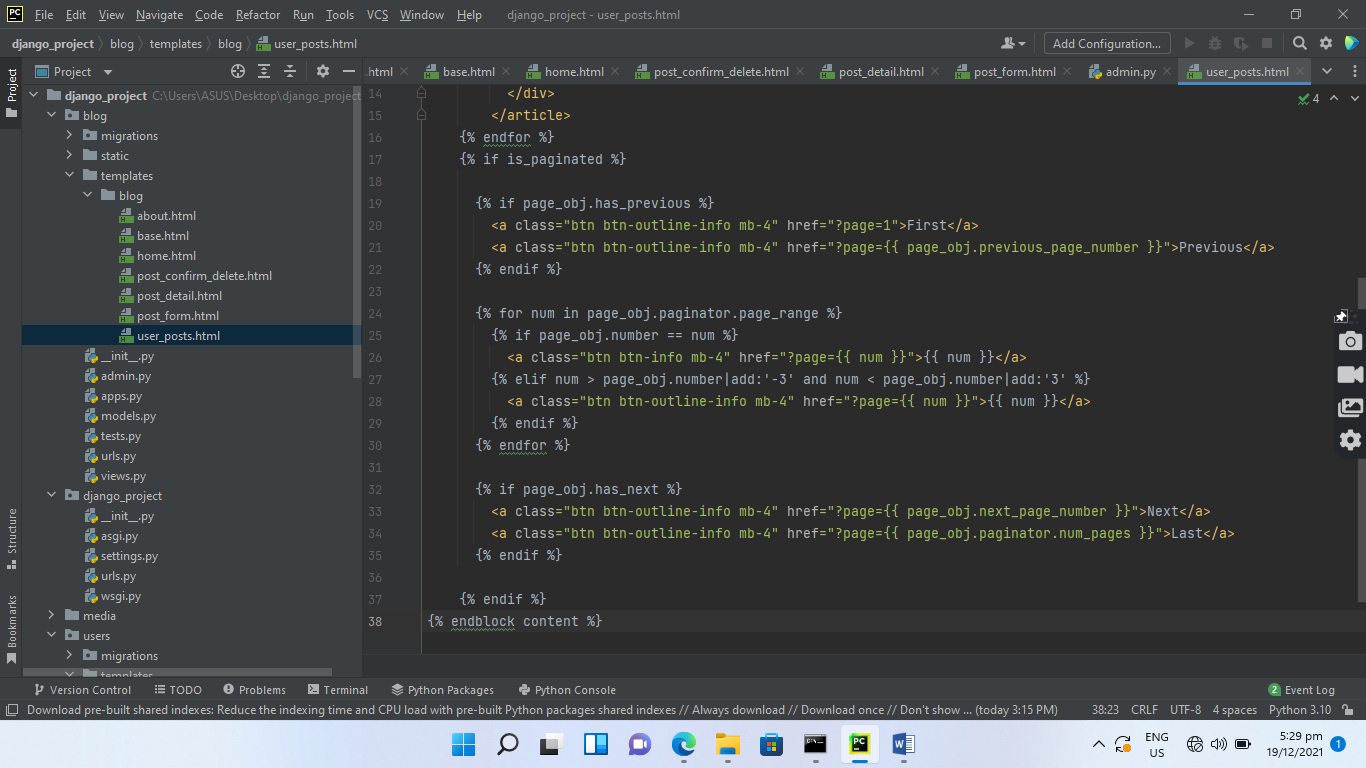 PC File Edit View Navigate Code Refactor Run Tools VCS Window Help django_project - user_posts.html
django_project blog templates blog user_posts.html Add Configuration...
Project .html base.html home.html post_confirm_delete.html post_detail.html post_form.html admin.py user_posts.html
Project
Structure
Bookmarks
django_project C:\Users\ASUS\Desktop\django_project
blog
migrations
static
templates
blog
about.html
base.html
home.html
post_confirm_delete.html
post_detail.html
post_form.html
user_posts.html
__init__.py
admin.py
apps.py
models.py
tests.py
urls.py
views.py
django_project
__init__.py
asgi.py
settings.py
urls.py
wsgi.py
media
users
migrations
templates
4
14 </div>
15 </article>
16 {% endfor %}
17 {% if is_paginated %}
18
19 {% if page_obj.has_previous %}
20 <a class="btn btn-outline-info mb-4" href="?page=1">First</a>
21 <a class="btn btn-outline-info mb-4" href="?page={{ page_obj.previous_page_number }}">Previous</a>
22 {% endif %}
23
24 {% for num in page_obj.paginator.page_range %}
25 {% if page_obj.number == num %}
26 <a class="btn btn-info mb-4" href="?page={{ num }}">{{ num }}</a>
27 {% elif num > page_obj.number|add:'-3' and num < page_obj.number|add:'3' %}
28 <a class="btn btn-outline-info mb-4" href="?page={{ num }}">{{ num }}</a>
29 {% endif %}
30 {% endfor %}
31
32 {% if page_obj.has_next %}
33 <a class="btn btn-outline-info mb-4" href="?page={{ page_obj.next_page_number }}">Next</a>
34 <a class="btn btn-outline-info mb-4" href="?page={{ page_obj.paginator.num_pages }}">Last</a>
35 {% endif %}
36
37 {% endif %}
38 {% endblock content %}
Version Control TODO Problems Terminal Python Packages Python Console 2 Event Log
Download pre-built shared indexes: Reduce the indexing time and CPU load with pre-built Python packages shared indexes // Always download // Download once // Don't show ... (today 3:15 PM) 38:23 CRLF UTF-8 4 spaces Python 3.10
PC W ENG US 5:29 pm 19/12/2021 1